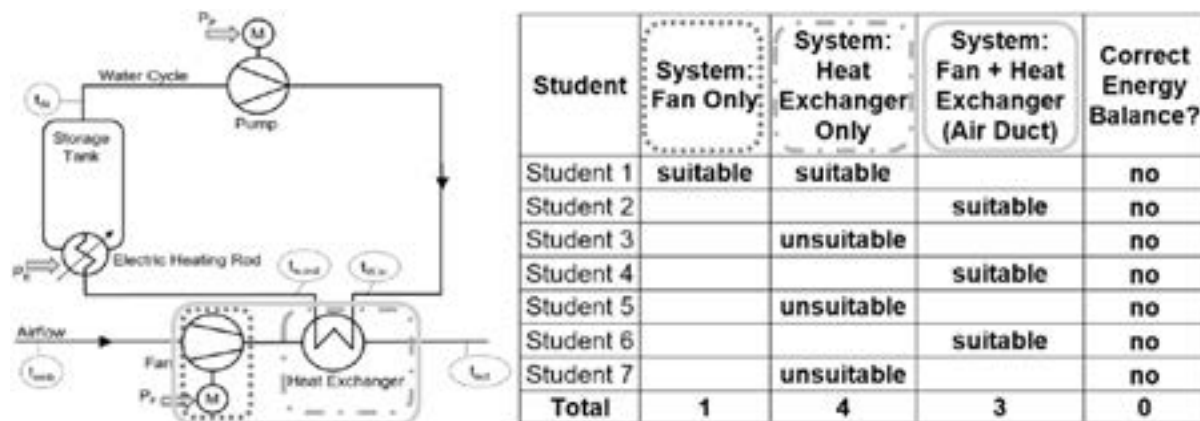 P_P
M
Water Cycle
Pump
Storage
Tank
Electric Heating Rod
Airflow
Fan
Heat Exchanger
M
Student
System:
Fan Only
System:
Heat
Exchanger
Only
System:
Fan + Heat
Exchanger
(Air Duct)
Correct
Energy
Balance?
Student 1 suitable suitable no
Student 2 suitable no
Student 3 unsuitable no
Student 4 suitable no
Student 5 unsuitable no
Student 6 suitable no
Student 7 unsuitable no
Total 1 4 3 0